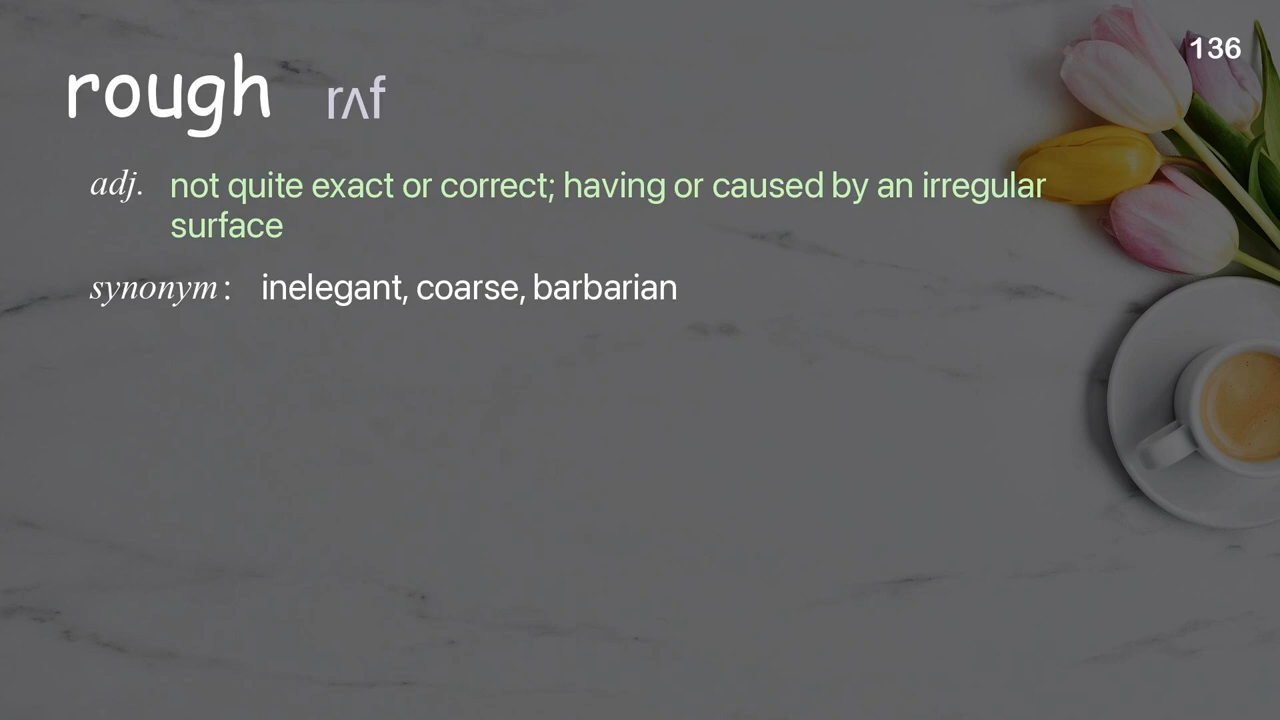 136
rough rʌf
adj. not quite exact or correct; having or caused by an irregular
surface
synonym : inelegant, coarse, barbarian